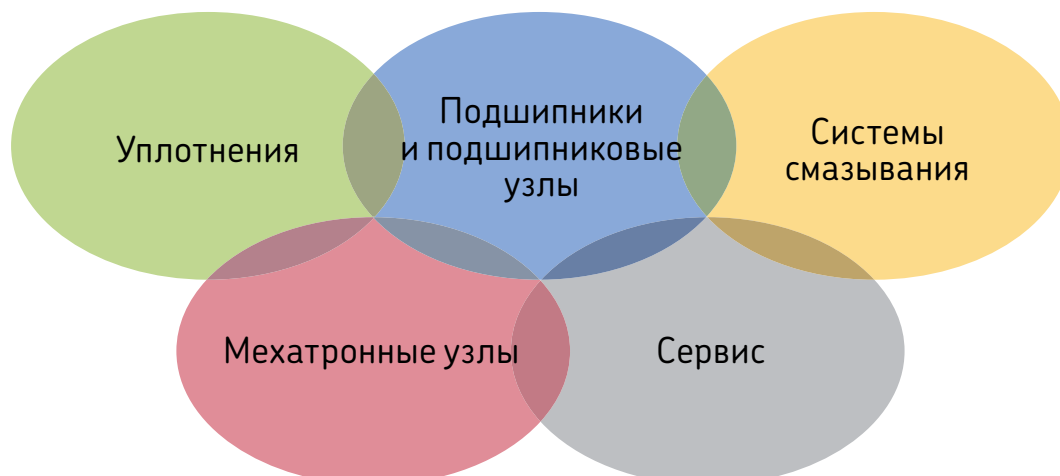 Уплотнения
Подшипники
и подшипниковые
узлы
Системы
смазывания
Мехатронные узлы
Сервис